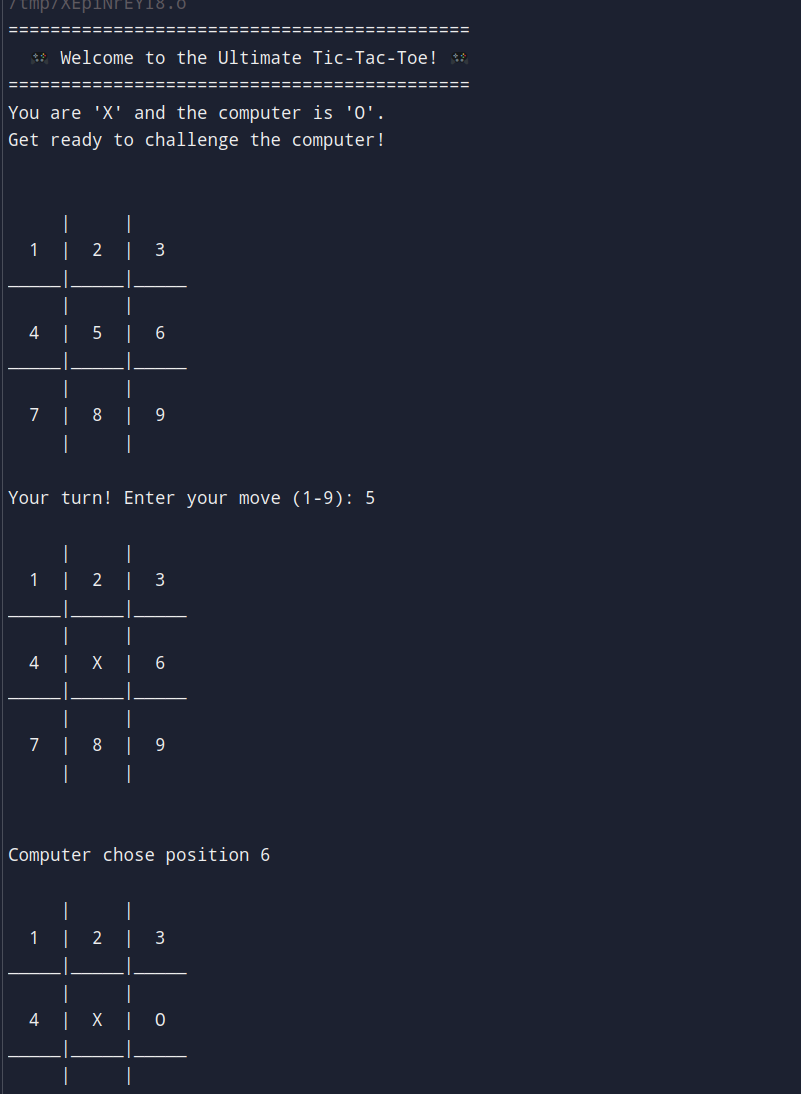 /tmp/XEpiNrEYI8.o
============================================
🎮 Welcome to the Ultimate Tic-Tac-Toe! 🎮
============================================
You are 'X' and the computer is 'O'.
Get ready to challenge the computer!
     |     |
  1  |  2  |  3
_____|_____|_____
     |     |
  4  |  5  |  6
_____|_____|_____
     |     |
  7  |  8  |  9
     |     |
Your turn! Enter your move (1-9): 5
     |     |
  1  |  2  |  3
_____|_____|_____
     |     |
  4  |  X  |  6
_____|_____|_____
     |     |
  7  |  8  |  9
     |     |
Computer chose position 6
     |     |
  1  |  2  |  3
_____|_____|_____
     |     |
  4  |  X  |  O
_____|_____|_____
     |     |